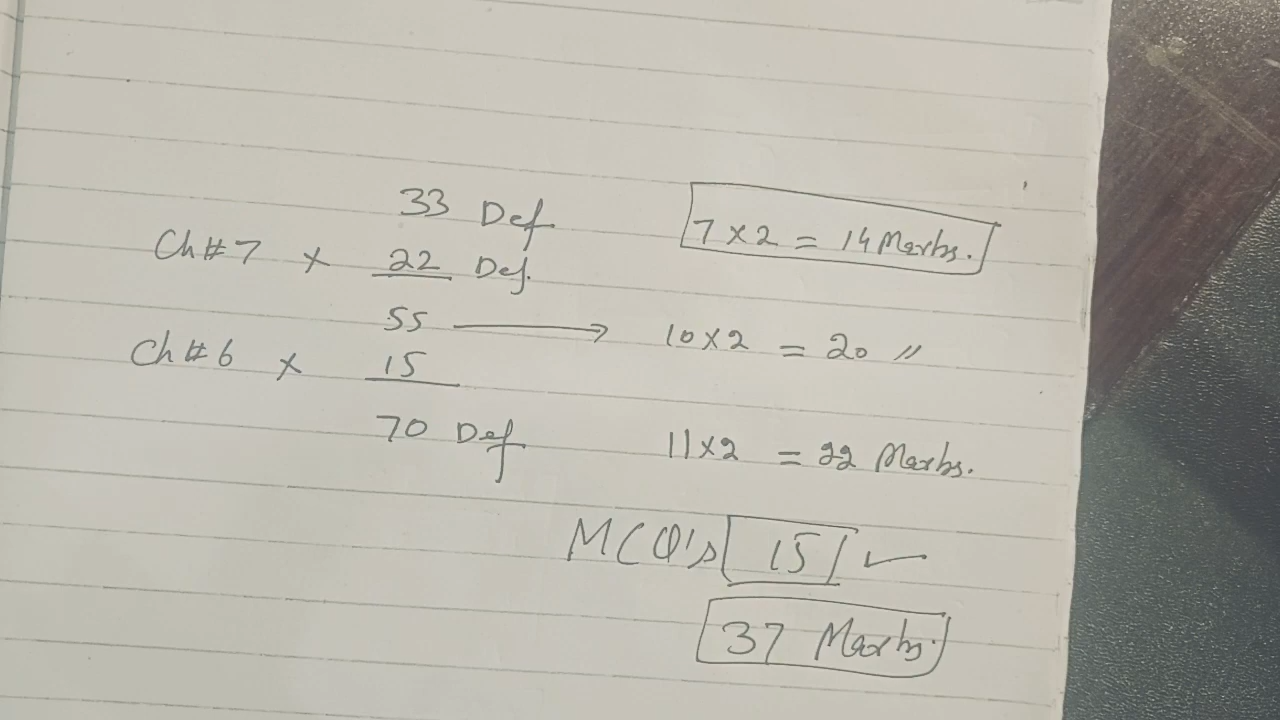 33 Def 7 x 2 = 14 Marks.
Ch#7 x 22 Def.
55 → 10 x 2 = 20 〃
Ch#6 x 15
70 Def 11 x 2 = 22 Marks.
MCQ's 15 ✓
37 Marks.